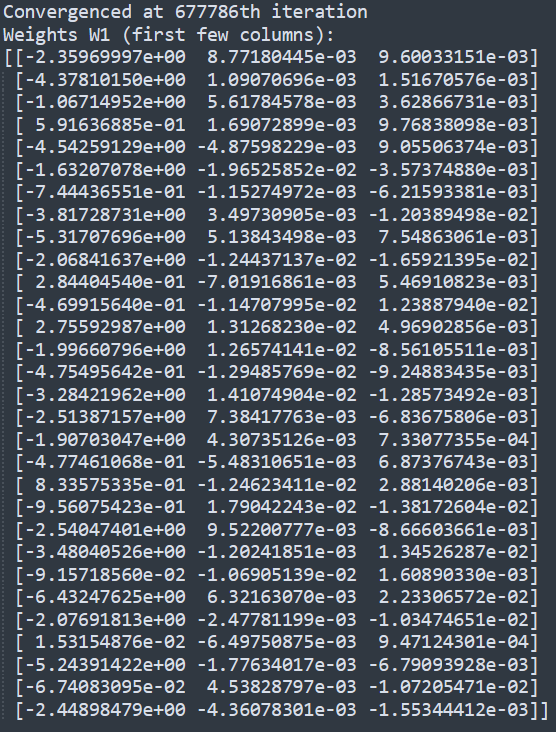 Convergenced at 677786th iteration
Weights W1 (first few columns):
[[-2.35969997e+00  8.77180445e-03  9.60033151e-03]
 [-4.37810150e+00  1.09070696e-03  1.51670576e-03]
 [-1.06714952e+00  5.61784578e-03  3.62866731e-03]
 [ 5.91636885e-01  1.69072899e-03  9.76838098e-03]
 [-4.54259129e+00 -4.87598229e-03  9.05506374e-03]
 [-1.63207078e+00 -1.96525852e-02 -3.57374880e-03]
 [-7.44436551e-01 -1.15274972e-03 -6.21593381e-03]
 [-3.81728731e+00  3.49730905e-03 -1.20389498e-02]
 [-5.31707696e+00  5.13843498e-03  7.54863061e-03]
 [-2.06841637e+00 -1.24437137e-02 -1.65921395e-02]
 [ 2.84404540e-01 -7.01916861e-03  5.46910823e-03]
 [-4.69915640e-01 -1.14707995e-02  1.23887940e-02]
 [ 2.75592987e+00  1.31268230e-02  4.96902856e-03]
 [-1.99660796e+00  1.26574141e-02 -8.56105511e-03]
 [-4.75495642e-01 -1.29485769e-02 -9.24883435e-03]
 [-3.28421962e+00  1.41074904e-02 -1.28573492e-03]
 [-2.51387157e+00  7.38417763e-03 -6.83675806e-03]
 [-1.90703047e+00  4.30735126e-03  7.33077355e-04]
 [-4.77461068e-01 -5.48310651e-03  6.87376743e-03]
 [ 8.33575335e-01 -1.24623411e-02  2.88140206e-03]
 [-9.56075423e-01  1.79042243e-02 -1.38172604e-02]
 [-2.54047401e+00  9.52200777e-03 -8.66603661e-03]
 [-3.48040526e+00 -1.20241851e-03  1.34526287e-02]
 [-9.15718560e-02 -1.06905139e-02  1.60890330e-03]
 [-6.43247625e+00  6.32163070e-03  2.23306572e-02]
 [-2.07691813e+00 -2.47781199e-03 -1.03474651e-02]
 [ 1.53154876e-02 -6.49750875e-03  9.47124301e-04]
 [-5.24391422e+00 -1.77634017e-03 -6.79093928e-03]
 [-6.74083095e-02  4.53828797e-03 -1.07205471e-02]
 [-2.44898479e+00 -4.36078301e-03 -1.55344412e-03]]